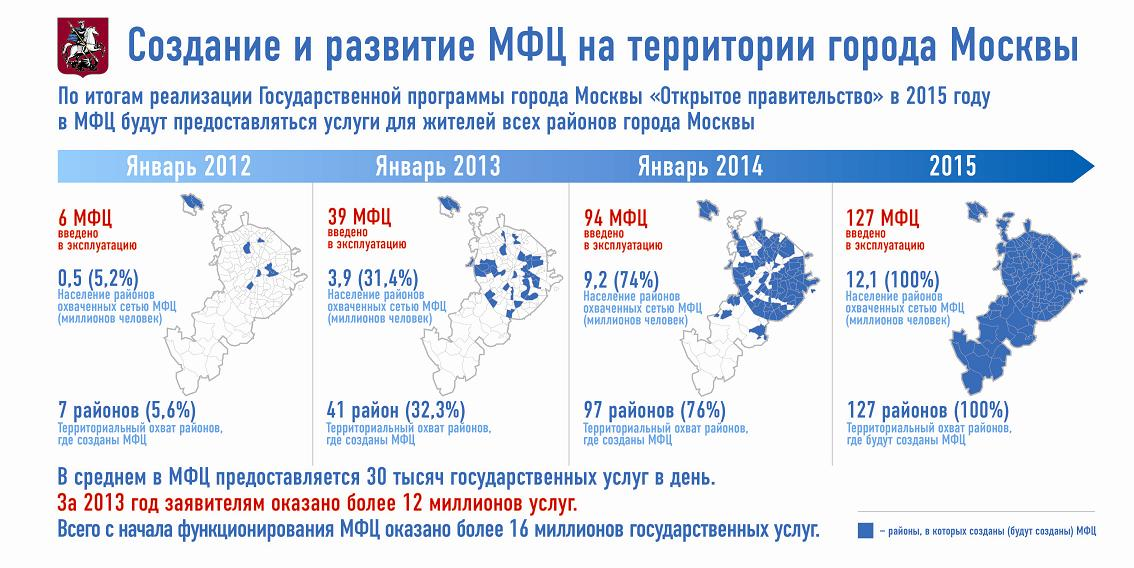 Создание и развитие МФЦ на территории города Москвы
По итогам реализации Государственной программы города Москвы «Открытое правительство» в 2015 году
в МФЦ будут предоставляться услуги для жителей всех районов города Москвы
Январь 2012
Январь 2013
Январь 2014
2015
6 МФЦ
введено
в эксплуатацию
0,5 (5,2%)
Население районов
охваченных сетью МФЦ
(миллионов человек)
7 районов (5,6%)
Территориальный охват районов,
где созданы МФЦ
39 МФЦ
введено
в эксплуатацию
3,9 (31,4%)
Население районов
охваченных сетью МФЦ
(миллионов человек)
41 район (32,3%)
Территориальный охват районов,
где созданы МФЦ
94 МФЦ
введено
в эксплуатацию
9,2 (74%)
Население районов
охваченных сетью МФЦ
(миллионов человек)
97 районов (76%)
Территориальный охват районов,
где созданы МФЦ
127 МФЦ
введено
в эксплуатацию
12,1 (100%)
Население районов
охваченных сетью МФЦ
(миллионов человек)
127 районов (100%)
Территориальный охват районов,
где будут созданы МФЦ
В среднем в МФЦ предоставляется 30 тысяч государственных услуг в день.
За 2013 год заявителям оказано более 12 миллионов услуг.
Всего с начала функционирования МФЦ оказано более 16 миллионов государственных услуг.
– районы, в которых созданы (будут созданы) МФЦ